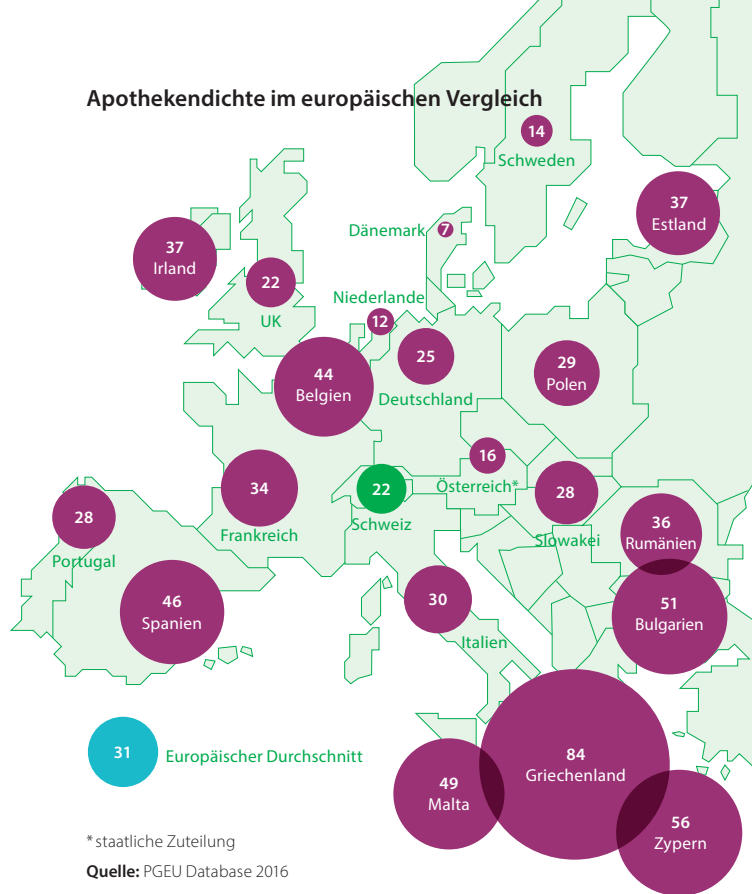 Apothekendichte im europäischen Vergleich
14
Schweden
37
Estland
7
Dänemark
37
Irland
22
UK
Niederlande
12
25
Deutschland
29
Polen
44
Belgien
16
Österreich*
34
Frankreich
22
Schweiz
28
Slowakei
28
Portugal
36
Rumänien
46
Spanien
30
Italien
51
Bulgarien
31
Europäischer Durchschnitt
84
Griechenland
49
Malta
56
Zypern
* staatliche Zuteilung
Quelle: PGEU Database 2016